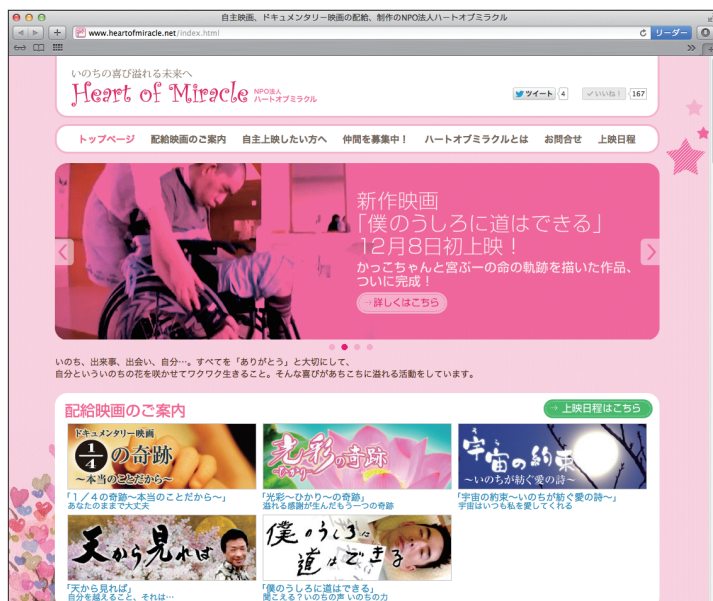 自主映画、ドキュメンタリー映画の配給、制作のNPO法人ハートオブミラクル
www.heartofmiracle.net/index.html
リーダー
いのちの喜び溢れる未来へ
Heart of Miracle NPO法人 ハートオブミラクル
ツイート 4 いいね! 167
トップページ 配給映画のご案内 自主上映したい方へ 仲間を募集中! ハートオブミラクルとは お問合せ 上映日程
新作映画
「僕のうしろに道はできる」
12月8日初上映!
かっこちゃんと宮ぷーの命の軌跡を描いた作品、
ついに完成!
→詳しくはこちら
いのち、出来事、出会い、自分…。すべてを「ありがとう」と大切にして、
自分といういのちの花を咲かせてワクワク生きること。そんな喜びがあちこちに溢れる活動をしています。
配給映画のご案内
→上映日程はこちら
ドキュメンタリー映画
1/4の奇跡
~本当のことだから~
「1/4の奇跡~本当のことだから~」
あなたのままで大丈夫
光彩の奇跡
~ひかり~
「光彩~ひかり~の奇跡」
溢れる感謝が生んだもう一つの奇跡
宇宙の約束
~いのちが紡ぐ愛の詩~
「宇宙の約束~いのちが紡ぐ愛の詩~」
宇宙はいつも私を愛してくれる
天から見れば
「天から見れば」
自分を越えること、それは…
僕のうしろに
道はできる
「僕のうしろに道はできる」
聞こえる?いのちの声 いのちの力